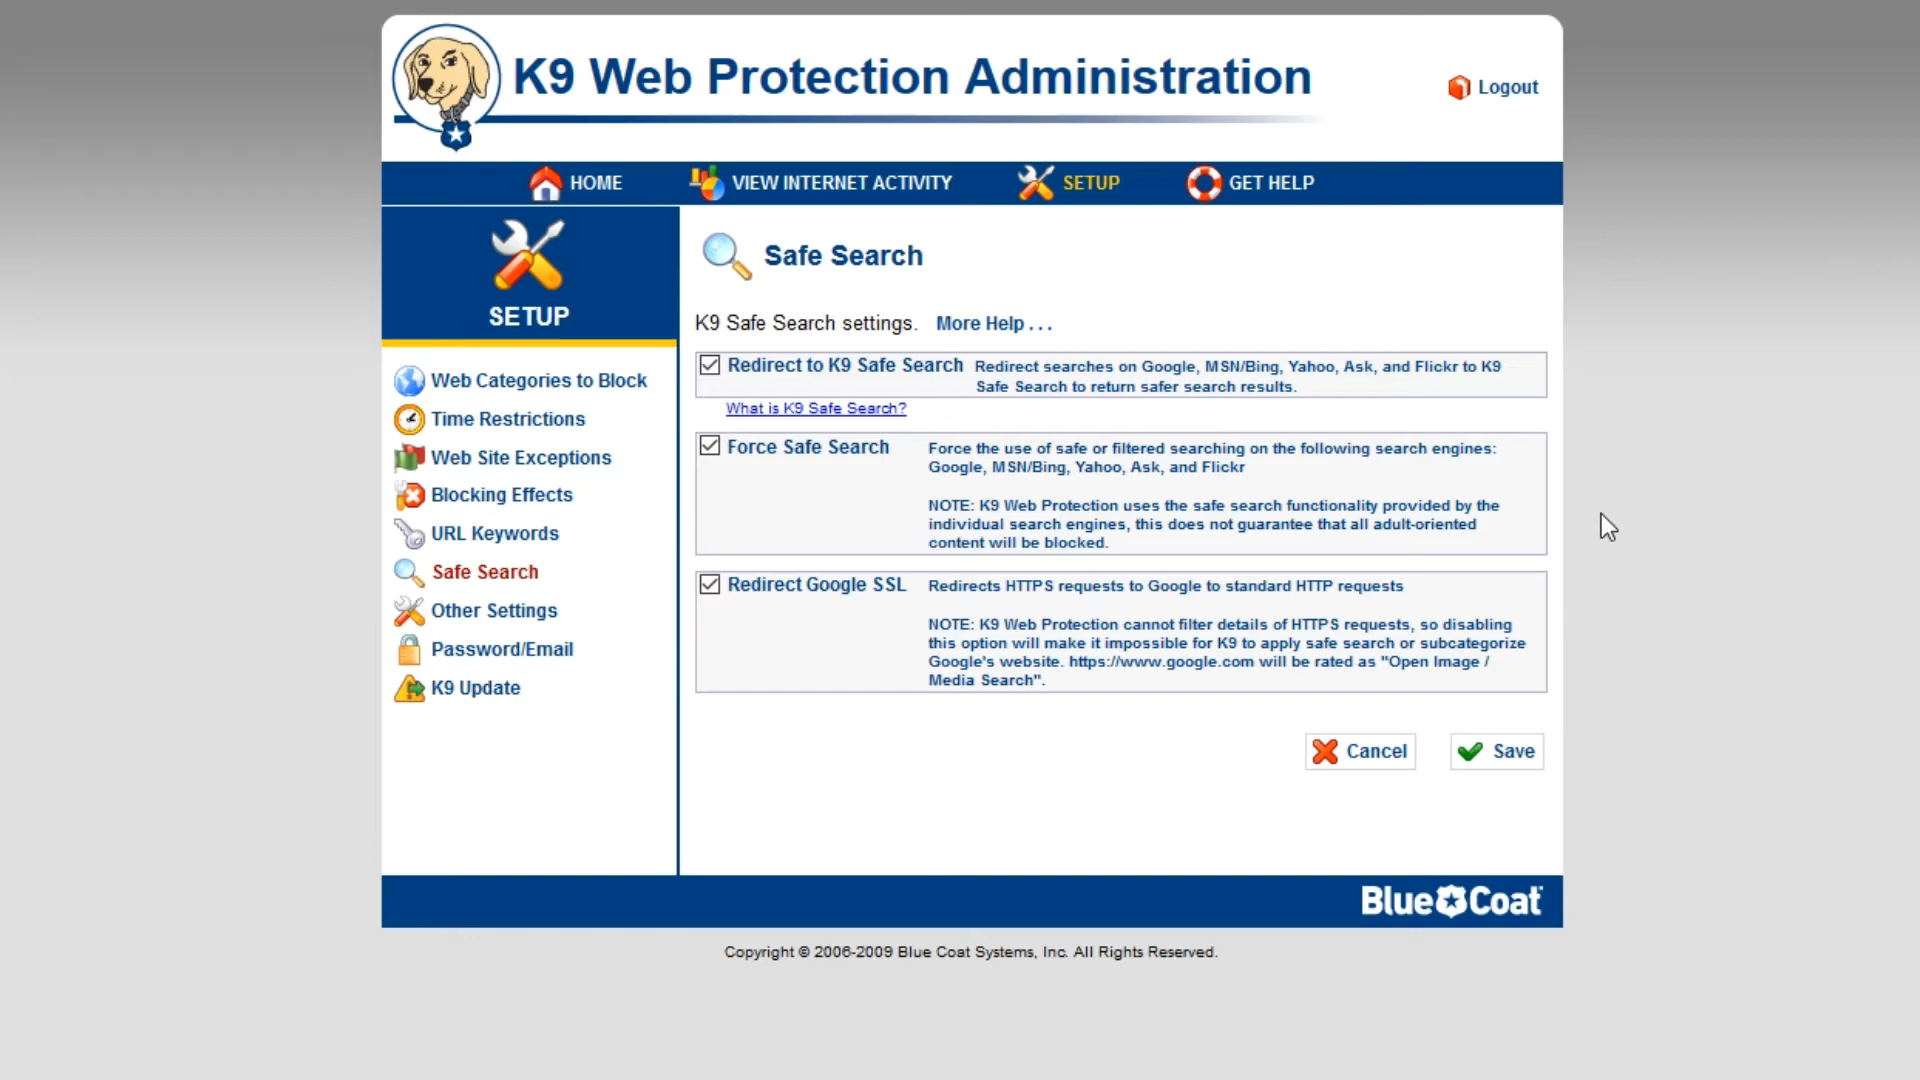 K9 Web Protection Administration
Logout
HOME
VIEW INTERNET ACTIVITY
SETUP
GET HELP
SETUP
Web Categories to Block
Time Restrictions
Web Site Exceptions
Blocking Effects
URL Keywords
Safe Search
Other Settings
Password/Email
K9 Update
Safe Search
K9 Safe Search settings. More Help . . .
Redirect to K9 Safe Search
Redirect searches on Google, MSN/Bing, Yahoo, Ask, and Flickr to K9
Safe Search to return safer search results.
What is K9 Safe Search?
Force Safe Search
Force the use of safe or filtered searching on the following search engines:
Google, MSN/Bing, Yahoo, Ask, and Flickr
NOTE: K9 Web Protection uses the safe search functionality provided by the
individual search engines, this does not guarantee that all adult-oriented
content will be blocked.
Redirect Google SSL
Redirects HTTPS requests to Google to standard HTTP requests
NOTE: K9 Web Protection cannot filter details of HTTPS requests, so disabling
this option will make it impossible for K9 to apply safe search or subcategorize
Google's website. https://www.google.com will be rated as "Open Image /
Media Search".
Cancel
Save
Blue Coat
Copyright © 2006-2009 Blue Coat Systems, Inc. All Rights Reserved.